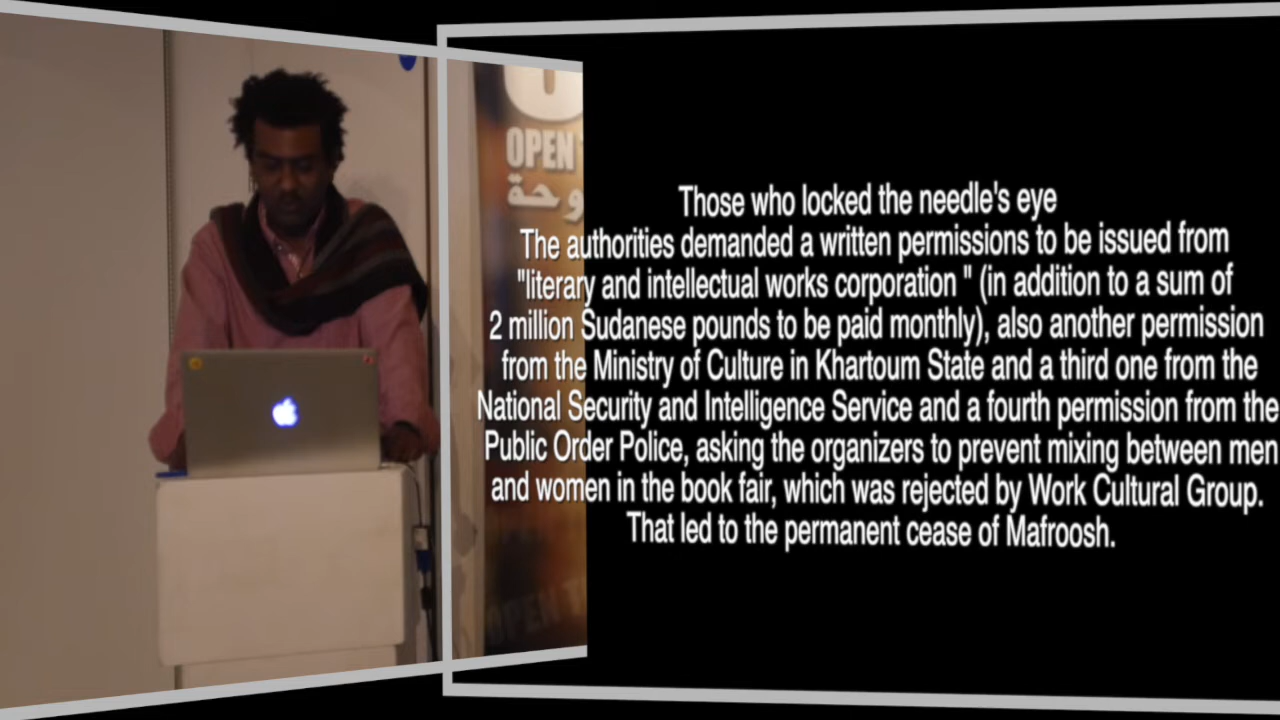 OPEN
وحة
Those who locked the needle's eye
The authorities demanded a written permissions to be issued from
"literary and intellectual works corporation " (in addition to a sum of
2 million Sudanese pounds to be paid monthly), also another permission
from the Ministry of Culture in Khartoum State and a third one from the
National Security and Intelligence Service and a fourth permission from the
Public Order Police, asking the organizers to prevent mixing between men
and women in the book fair, which was rejected by Work Cultural Group.
That led to the permanent cease of Mafroosh.